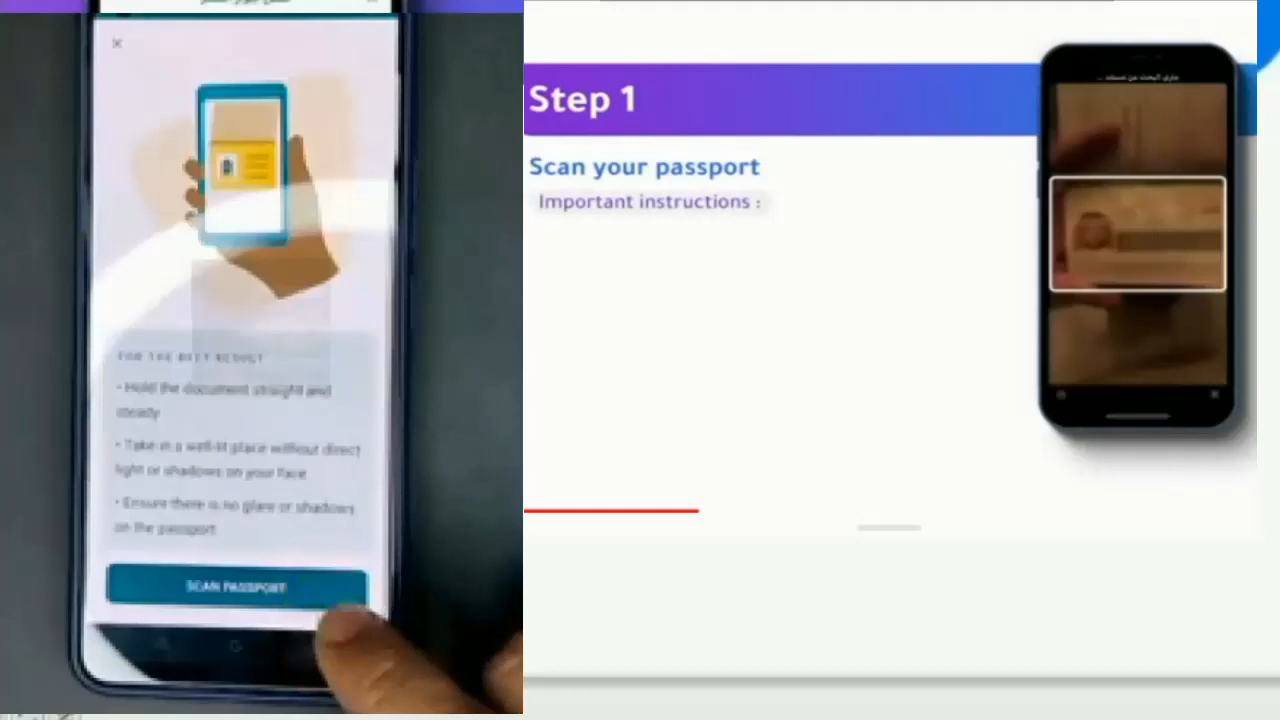 FOR THE BEST RESULT
• Hold the document straight and
steady
• Take in a well-lit place without direct
light or shadows on your face
• Ensure there is no glare or shadows
on the passport
SCAN PASSPORT
Step 1
Scan your passport
Important instructions :